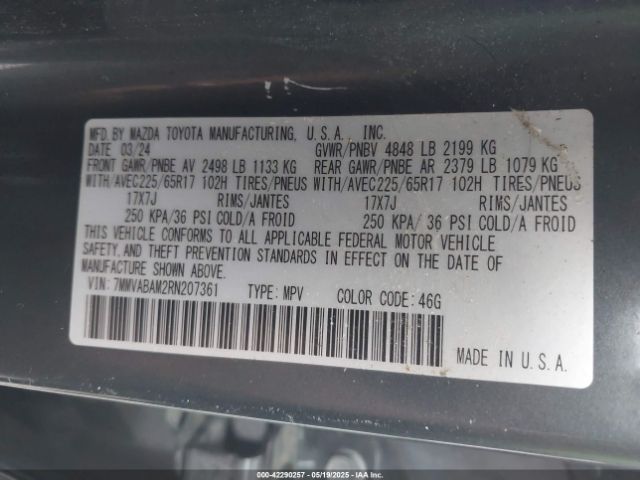 MFD. BY MAZDA TOYOTA MANUFACTURING, U.S.A., INC.
DATE 03/24 GVWR/PNBV 4848 LB 2199 KG
FRONT GAWR/PNBE AV 2498 LB 1133 KG REAR GAWR/PNBE AR 2379 LB 1079 KG
WITH/AVEC225/65R17 102H TIRES/PNEUS WITH/AVEC225/65R17 102H TIRES/PNEUS
17X7J RIMS/JANTES 17X7J RIMS/JANTES
250 KPA/36 PSI COLD/A FROID 250 KPA/ 36 PSI COLD/A FROID
THIS VEHICLE CONFORMS TO ALL APPLICABLE FEDERAL MOTOR VEHICLE
SAFETY, AND THEFT PREVENTION STANDARDS IN EFFECT ON THE DATE OF
MANUFACTURE SHOWN ABOVE.
VIN: 7MMVABAM2RN207361 TYPE: MPV COLOR CODE: 46G
MADE IN U.S.A.
000-42290257 - 05/19/2025 - IAAI.COM